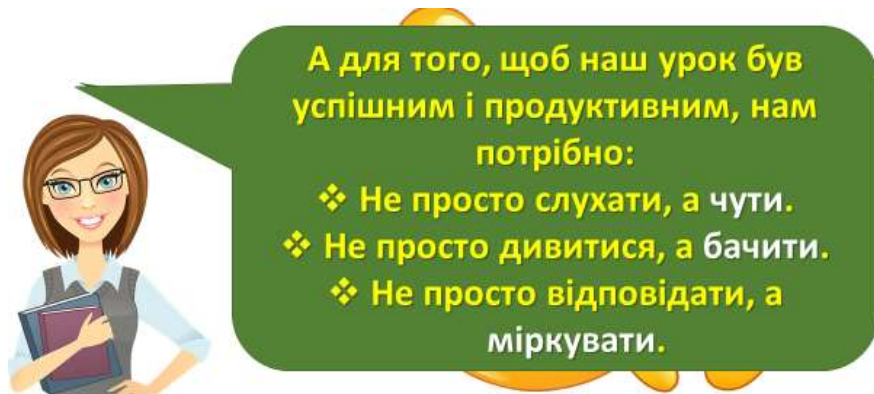 А для того, щоб наш урок був
успішним і продуктивним, нам
потрібно:
❖ Не просто слухати, а чути.
❖ Не просто дивитися, а бачити.
❖ Не просто відповідати, а
міркувати.